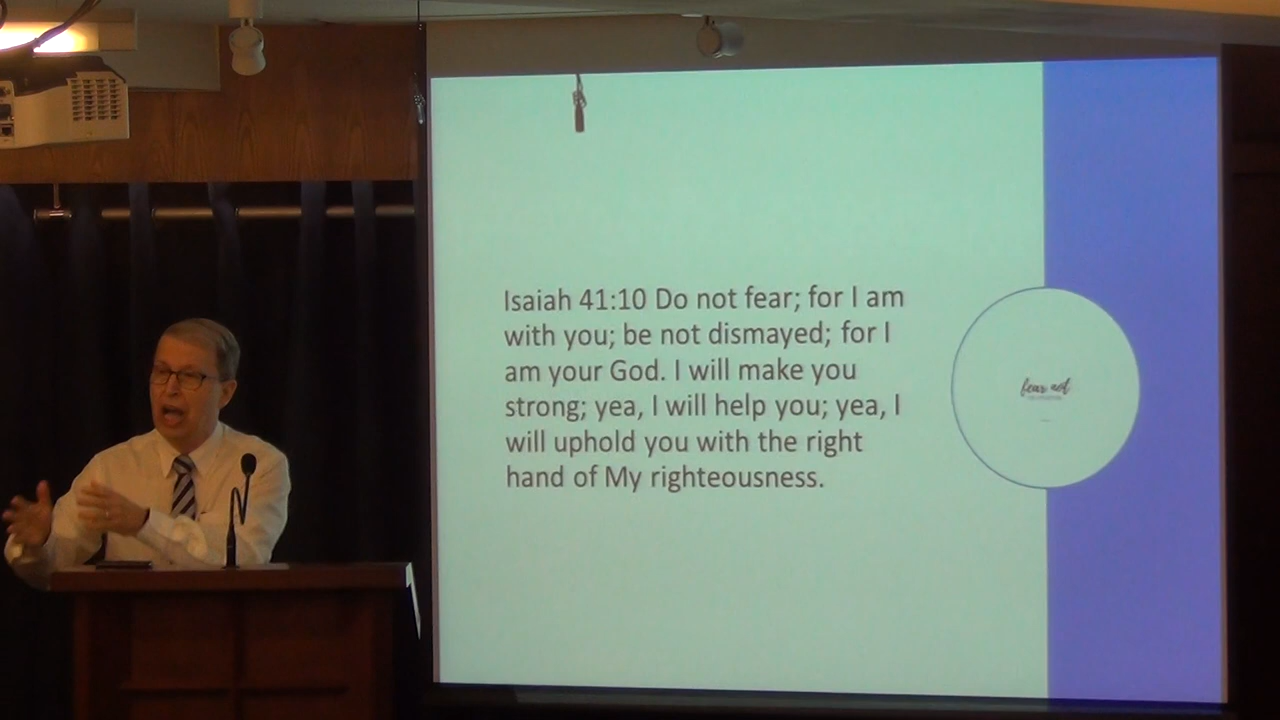 Isaiah 41:10 Do not fear; for I am
with you; be not dismayed; for I
am your God. I will make you
strong; yea, I will help you; yea, I
will uphold you with the right
hand of My righteousness.
fear not